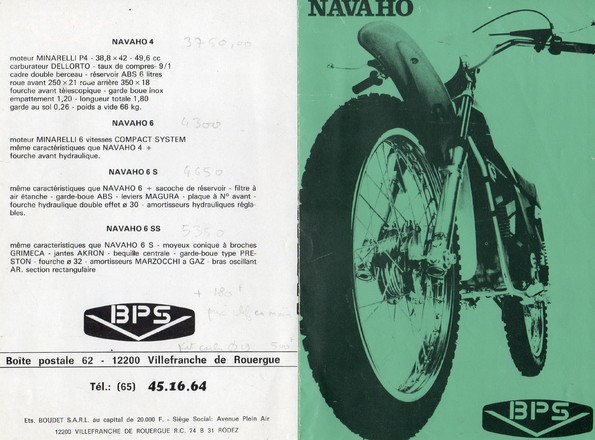 NAVAHO 4 3750,00
moteur MINARELLI P4 - 38,8 × 42 - 49,6 cc
carburateur DELLORTO - taux de compres- 9/1
cadre double berceau - réservoir ABS 6 litres
roue avant 250 × 21 roue arrière 350 × 18
fourche avant télescopique - garde boue inox
empattement 1,20 - longueur totale 1,80
garde au sol 0,26 - poids a vide 66 kg.
NAVAHO 6 4300
moteur MINARELLI 6 vitesses COMPACT SYSTEM
même caractéristiques que NAVAHO 4 +
fourche avant hydraulique.
NAVAHO 6 S 4650
même caractéristiques que NAVAHO 6 + sacoche de réservoir - filtre à
air étanche - garde-boue ABS - leviers MAGURA - plaque à N° avant -
fourche hydraulique double effet ø 30 - amortisseurs hydrauliques régla-
bles.
NAVAHO 6 SS 5350
même caracteristiques que NAVAHO 6 S - moyeux conique à broches
GRIMECA - jantes AKRON - bequille centrale - garde-boue type PRE-
STON - fourche ø 32 - amortisseurs MARZOCCHI a GAZ - bras oscillant
AR. section rectangulaire
+ 180 F
BPS
Boîte postale 62 - 12200 Villefranche de Rouergue
Tél.: (65) 45.16.64
Ets. BOUDET S.A.R.L. au capital de 20.000 F. - Siège Social: Avenue Plein Air
12200 VILLEFRANCHE DE ROUERGUE R.C. 74 B 31 RODEZ
NAVAHO
BPS